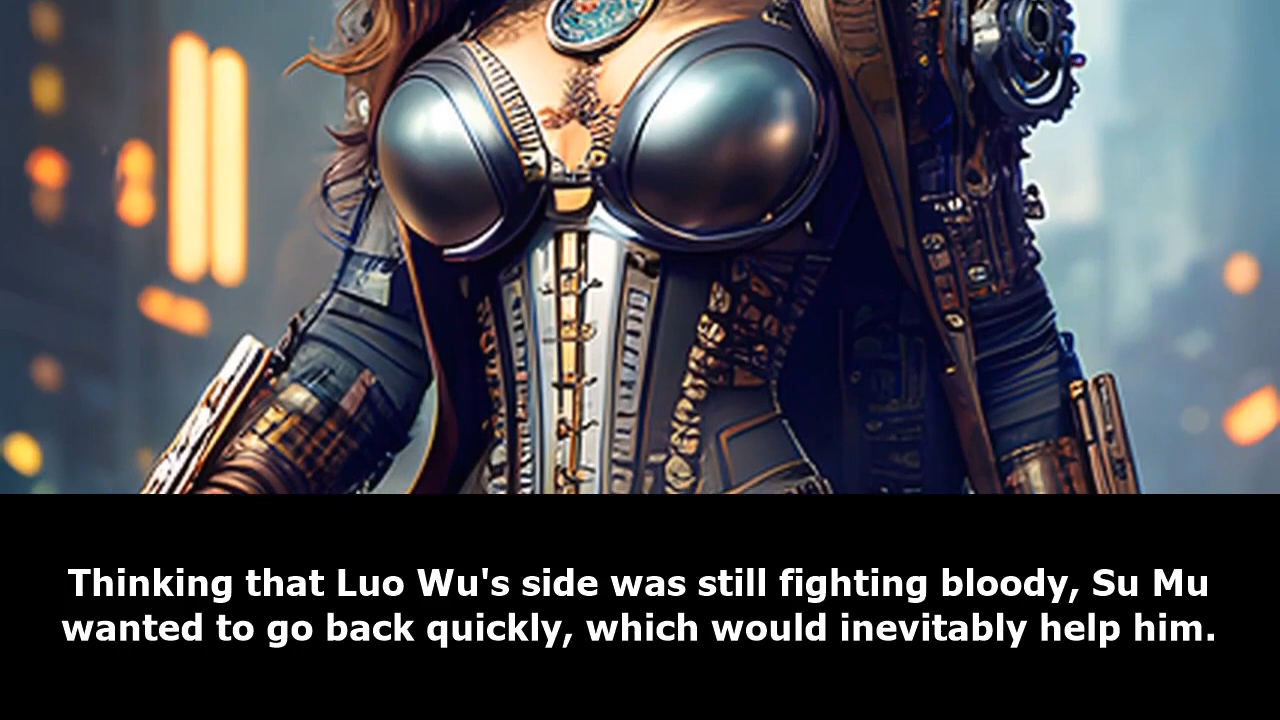 Thinking that Luo Wu's side was still fighting bloody, Su Mu
wanted to go back quickly, which would inevitably help him.